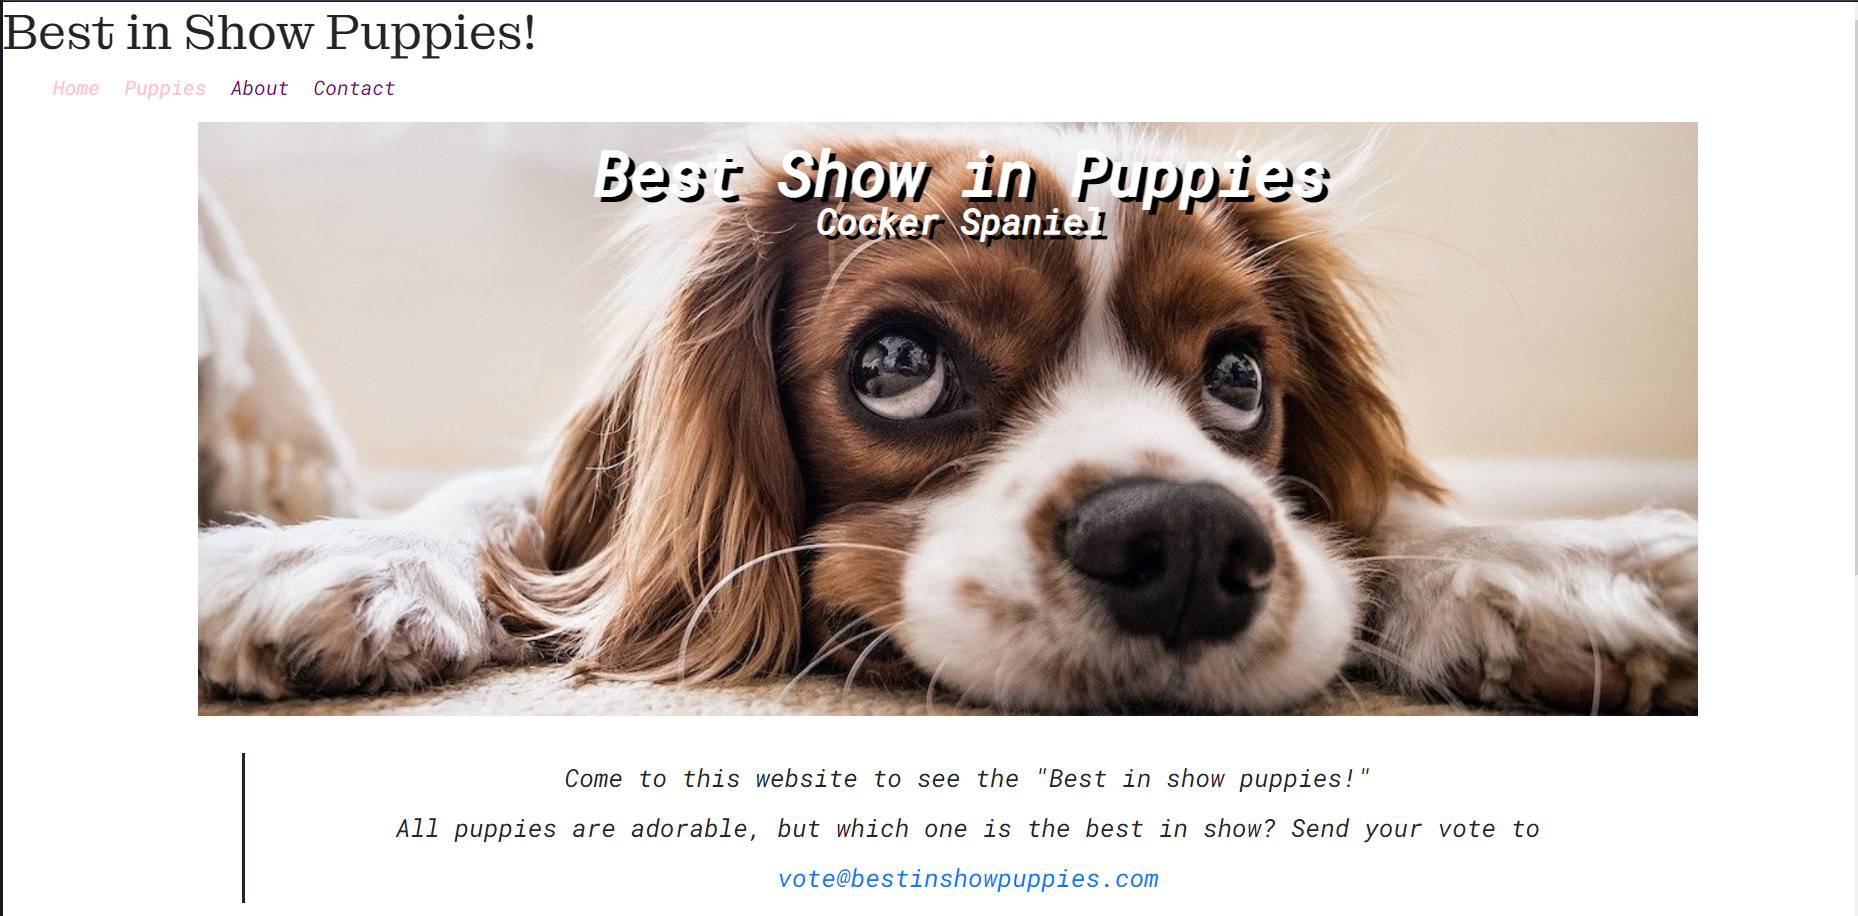 Best in Show Puppies!
Home Puppies About Contact
Best Show in Puppies
Cocker Spaniel
Come to this website to see the "Best in show puppies!"
All puppies are adorable, but which one is the best in show? Send your vote to
vote@bestinshowpuppies.com